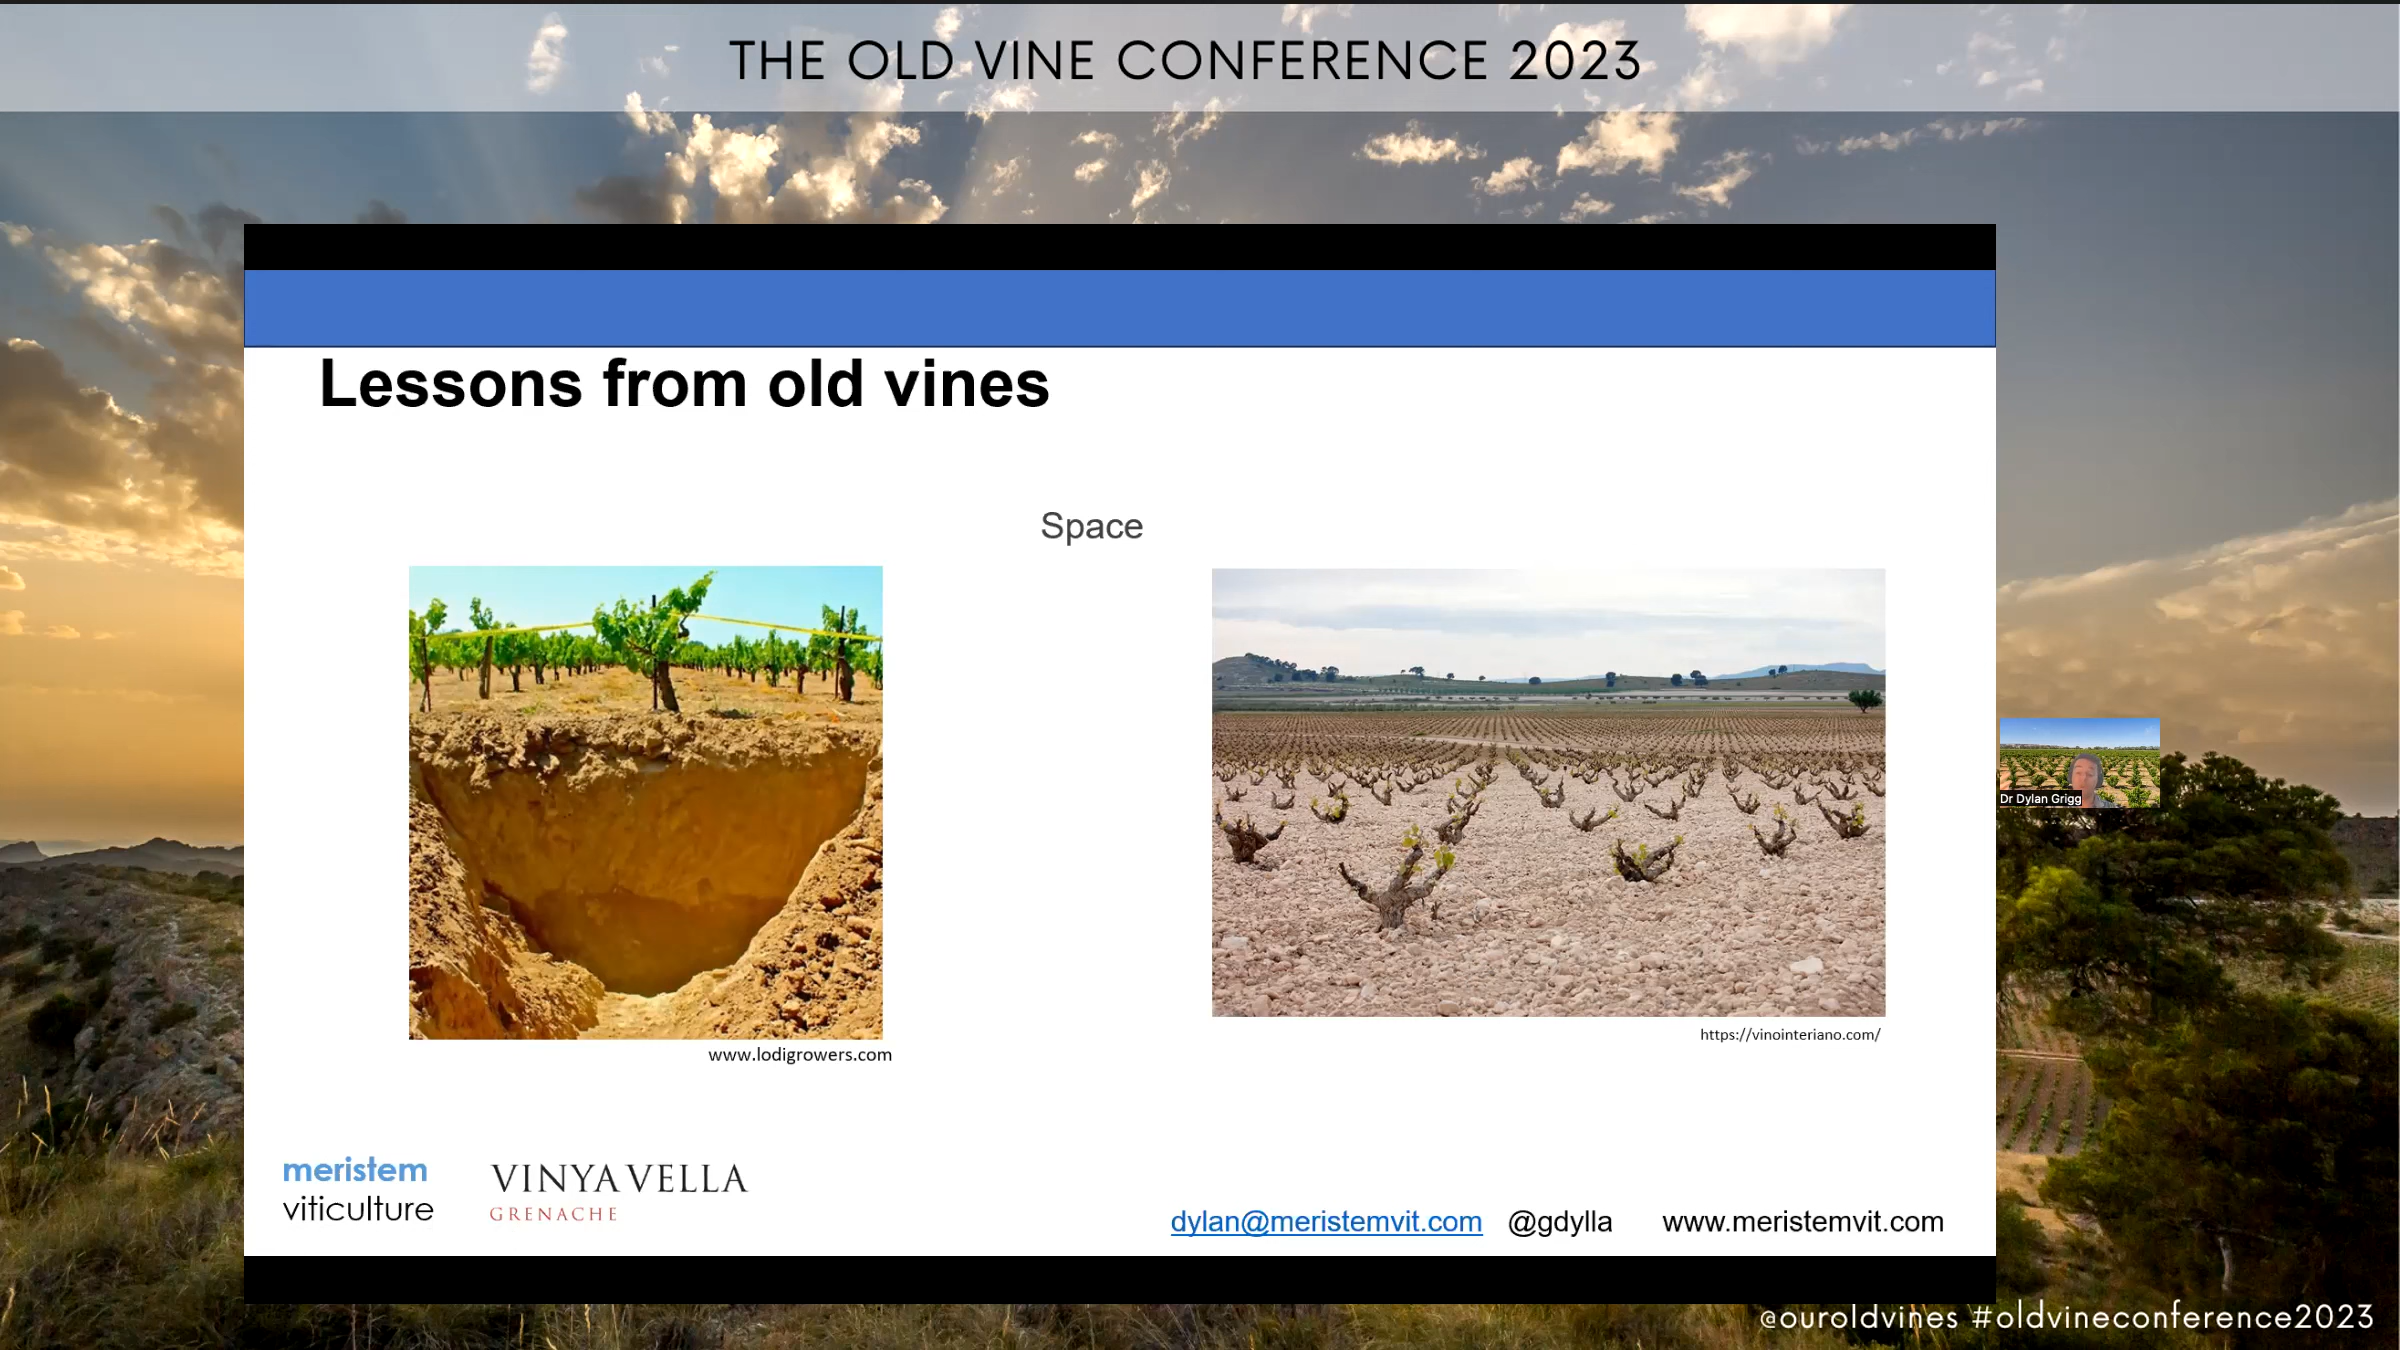 THE OLD VINE CONFERENCE 2023
Lessons from old vines
Space
www.lodigrowers.com
https://vinointeriano.com/
Dr Dylan Grigg
meristem
viticulture
VINYA VELLA
GRENACHE
dylan@meristemvit.com @gdylla www.meristemvit.com
@ouroldvines #oldvineconference2023